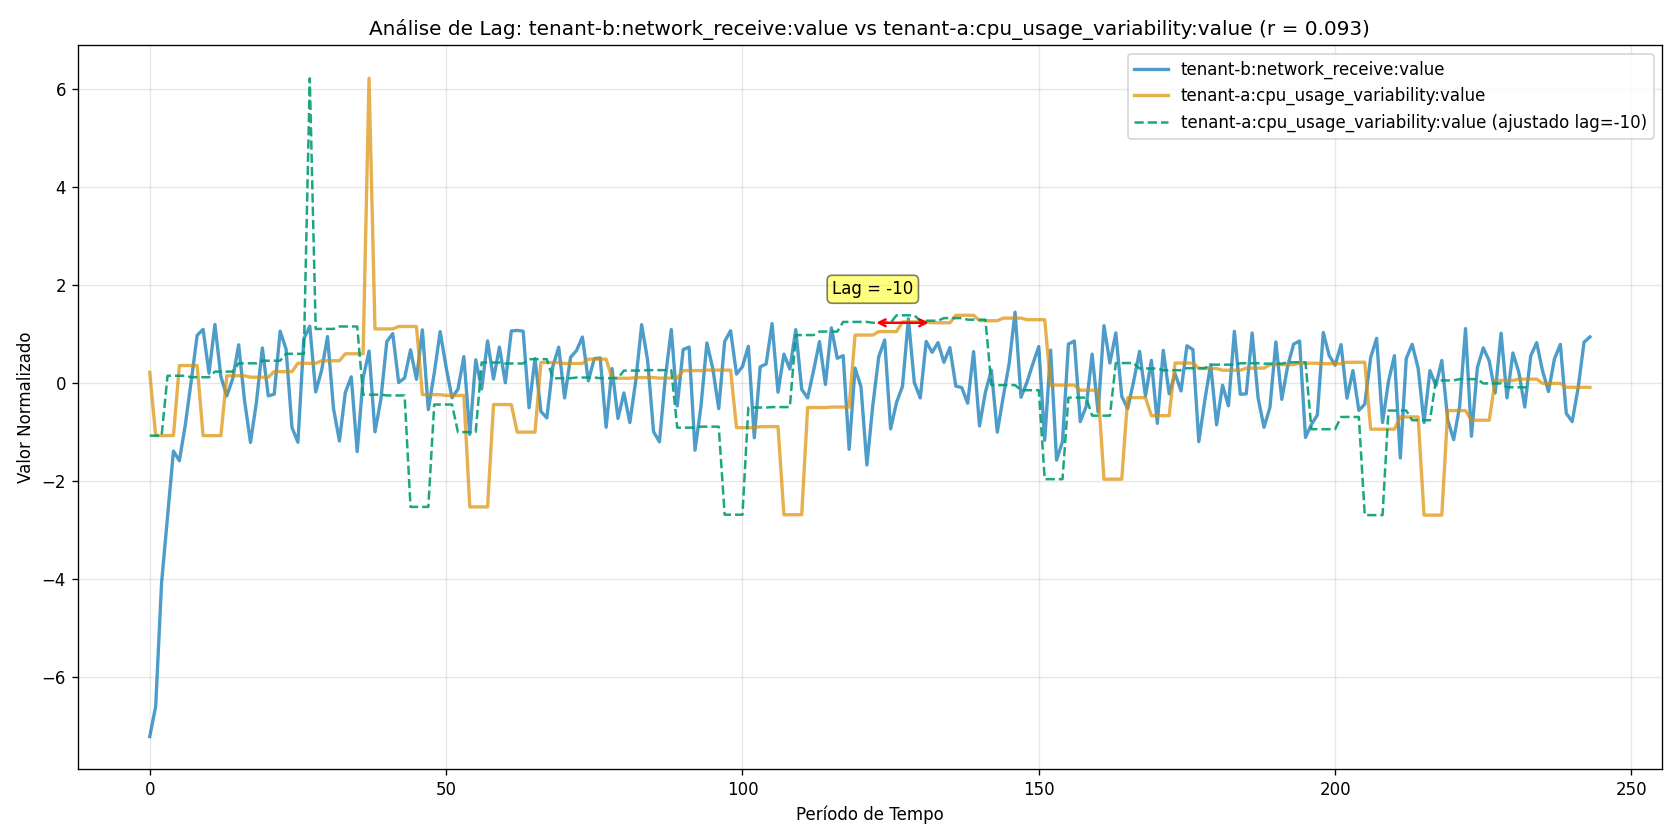 Análise de Lag: tenant-b:network_receive:value vs tenant-a:cpu_usage_variability:value (r = 0.093)
tenant-b:network_receive:value
tenant-a:cpu_usage_variability:value
tenant-a:cpu_usage_variability:value (ajustado lag=-10)
Lag = -10
Valor Normalizado
6
4
2
0
−2
−4
−6
0
50
100
150
200
250
Período de Tempo